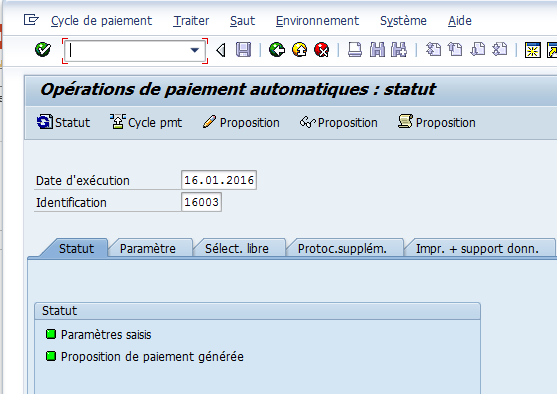 Cycle de paiement Traiter Saut Environnement Système Aide
Opérations de paiement automatiques : statut
Statut Cycle pmt Proposition Proposition Proposition
Date d'exécution 16.01.2016
Identification 16003
Statut Paramètre Sélect. libre Protoc.supplém. Impr. + support donn.
Statut
Paramètres saisis
Proposition de paiement générée